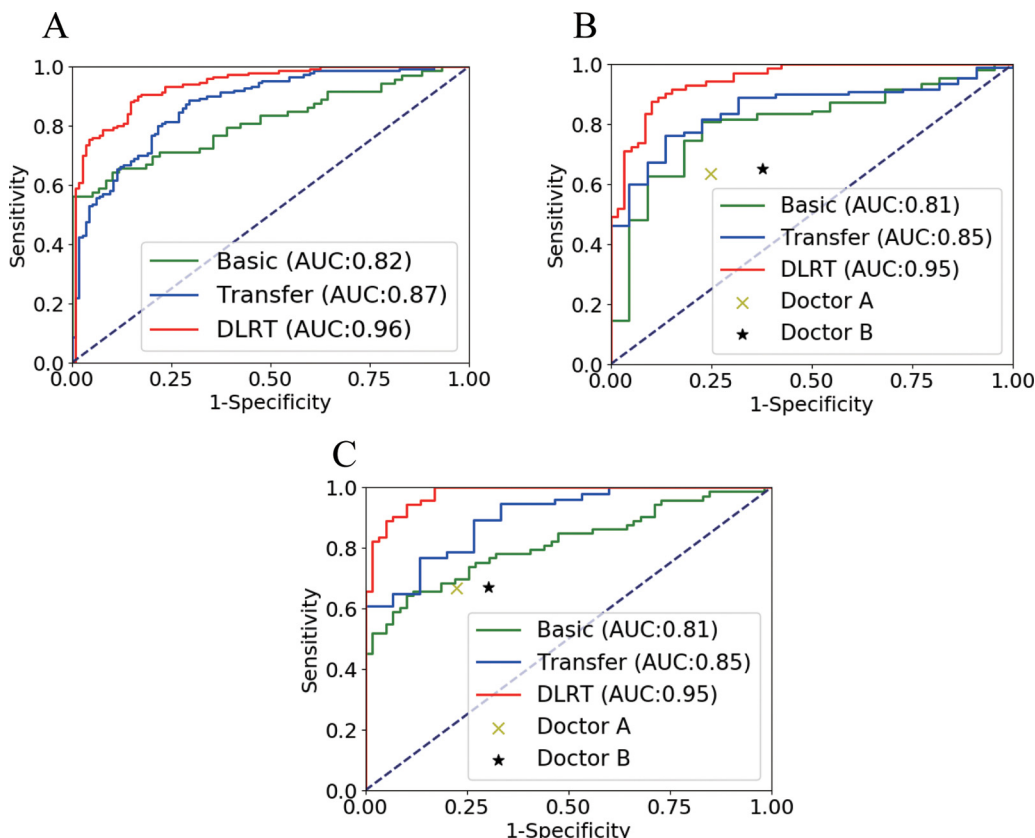 A
1.0
0.8
0.6
0.4
0.2
0.0
Sensitivity
Basic (AUC:0.82)
Transfer (AUC:0.87)
DLRT (AUC:0.96)
0.00 0.25 0.50 0.75 1.00
1-Specificity
B
1.0
0.8
0.6
0.4
0.2
0.0
Sensitivity
Basic (AUC:0.81)
Transfer (AUC:0.85)
DLRT (AUC:0.95)
Doctor A
Doctor B
0.00 0.25 0.50 0.75 1.00
1-Specificity
C
1.0
0.8
0.6
0.4
0.2
0.0
Sensitivity
Basic (AUC:0.81)
Transfer (AUC:0.85)
DLRT (AUC:0.95)
Doctor A
Doctor B
0.00 0.25 0.50 0.75 1.00
1-Specificity